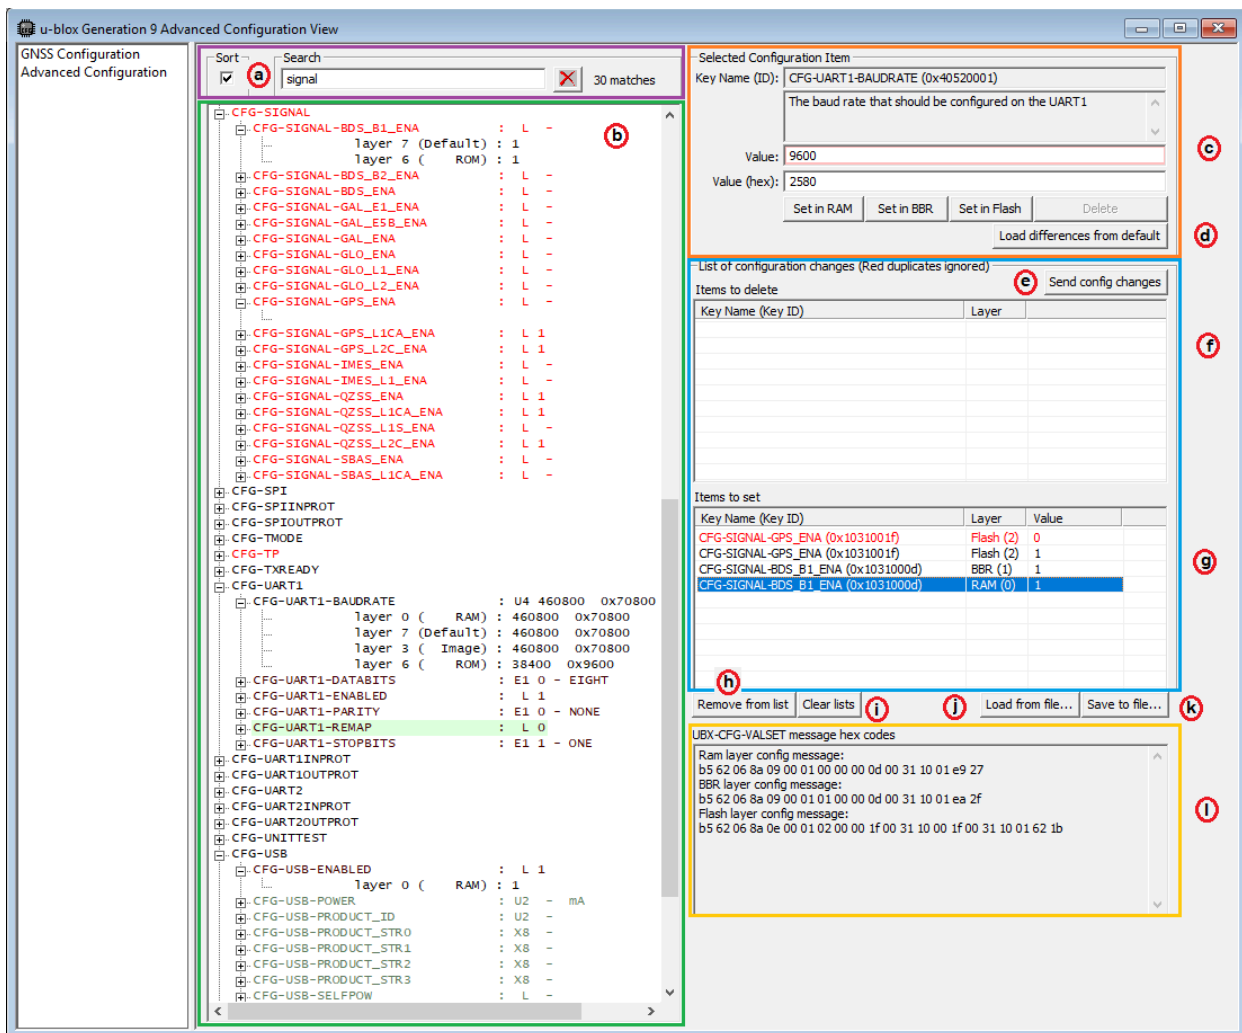 u-blox Generation 9 Advanced Configuration View
GNSS Configuration
Advanced Configuration
Sort
a
Search
signal
30 matches
b
CFG-SIGNAL
CFG-SIGNAL-BDS_B1_ENA : L -
layer 7 (Default) : 1
layer 6 ( ROM) : 1
CFG-SIGNAL-BDS_B2_ENA : L -
CFG-SIGNAL-BDS_ENA : L -
CFG-SIGNAL-GAL_E1_ENA : L -
CFG-SIGNAL-GAL_E5B_ENA : L -
CFG-SIGNAL-GAL_ENA : L -
CFG-SIGNAL-GLO_ENA : L -
CFG-SIGNAL-GLO_L1_ENA : L -
CFG-SIGNAL-GLO_L2_ENA : L -
CFG-SIGNAL-GPS_ENA : L -
CFG-SIGNAL-GPS_L1CA_ENA : L 1
CFG-SIGNAL-GPS_L2C_ENA : L 1
CFG-SIGNAL-IMES_ENA : L -
CFG-SIGNAL-IMES_L1_ENA : L -
CFG-SIGNAL-QZSS_ENA : L 1
CFG-SIGNAL-QZSS_L1CA_ENA : L 1
CFG-SIGNAL-QZSS_L1S_ENA : L -
CFG-SIGNAL-QZSS_L2C_ENA : L 1
CFG-SIGNAL-SBAS_ENA : L -
CFG-SIGNAL-SBAS_L1CA_ENA : L -
CFG-SPI
CFG-SPIINPROT
CFG-SPIOUTPROT
CFG-TMODE
CFG-TP
CFG-TXREADY
CFG-UART1
CFG-UART1-BAUDRATE : U4 460800 0x70800
layer 0 ( RAM) : 460800 0x70800
layer 7 (Default) : 460800 0x70800
layer 3 ( Image) : 460800 0x70800
layer 6 ( ROM) : 38400 0x9600
CFG-UART1-DATABITS : E1 0 - EIGHT
CFG-UART1-ENABLED : L 1
CFG-UART1-PARITY : E1 0 - NONE
CFG-UART1-REMAP : L 0
CFG-UART1-STOPBITS : E1 1 - ONE
CFG-UART1INPROT
CFG-UART1OUTPROT
CFG-UART2
CFG-UART2INPROT
CFG-UART2OUTPROT
CFG-UNITTEST
CFG-USB
CFG-USB-ENABLED : L 1
layer 0 ( RAM) : 1
CFG-USB-POWER : U2 - mA
CFG-USB-PRODUCT_ID : U2 -
CFG-USB-PRODUCT_STR0 : X8 -
CFG-USB-PRODUCT_STR1 : X8 -
CFG-USB-PRODUCT_STR2 : X8 -
CFG-USB-PRODUCT_STR3 : X8 -
CFG-USB-SELFPOW : L -
Selected Configuration Item
Key Name (ID): CFG-UART1-BAUDRATE (0x40520001)
The baud rate that should be configured on the UART1
c
Value: 9600
Value (hex): 2580
Set in RAM Set in BBR Set in Flash Delete
Load differences from default
d
List of configuration changes (Red duplicates ignored)
e
Send config changes
Items to delete
Key Name (Key ID) Layer
f
Items to set
Key Name (Key ID) Layer Value
CFG-SIGNAL-GPS_ENA (0x1031001f) Flash (2) 0
CFG-SIGNAL-GPS_ENA (0x1031001f) Flash (2) 1
CFG-SIGNAL-BDS_B1_ENA (0x1031000d) BBR (1) 1
CFG-SIGNAL-BDS_B1_ENA (0x1031000d) RAM (0) 1
g
h
Remove from list Clear lists i j Load from file... Save to file... k
UBX-CFG-VALSET message hex codes
Ram layer config message:
b5 62 06 8a 09 00 01 00 00 00 0d 00 31 10 01 e9 27
BBR layer config message:
b5 62 06 8a 09 00 01 01 00 00 0d 00 31 10 01 ea 2f
Flash layer config message:
b5 62 06 8a 0e 00 01 02 00 00 1f 00 31 10 00 1f 00 31 10 01 62 1b
l